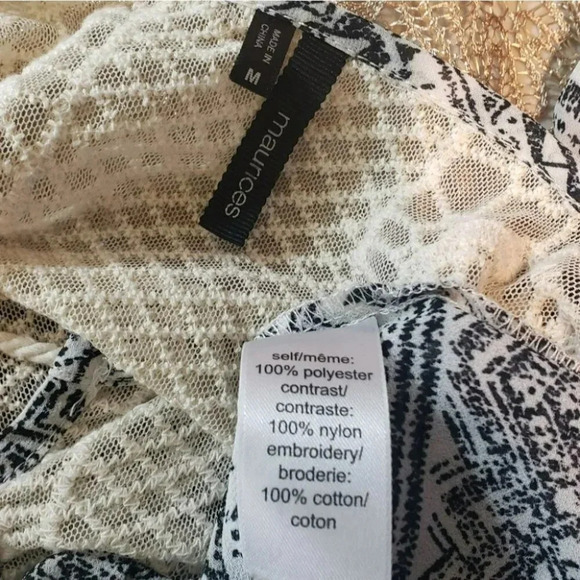 MADE IN
CHINA
M
maurices
self/même:
100% polyester
contrast/
contraste:
100% nylon
embroidery/
broderie:
100% cotton/
coton